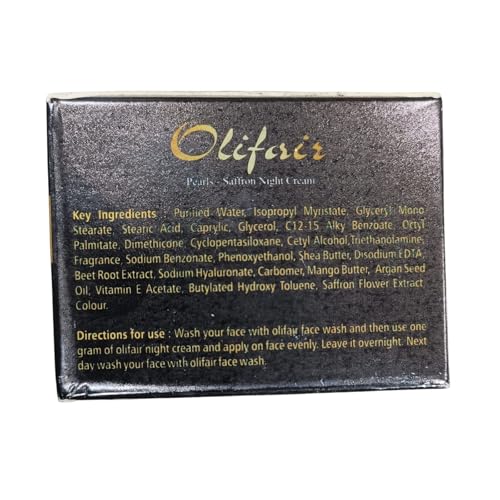 Olifair
Pearls - Saffron Night Cream
Key Ingredients : Purified Water, Isopropyl Myristate, Glyceryl Mono
Stearate, Stearic Acid, Caprylic, Glycerol, C12-15 Alky Benzoate, Octyl
Palmitate, Dimethicone, Cyclopentasiloxane, Cetyl Alcohol,Triethanolamine,
Fragrance, Sodium Benzonate, Phenoxyethanol, Shea Butter, Disodium EDTA,
Beet Root Extract, Sodium Hyaluronate, Carbomer, Mango Butter, Argan Seed
Oil, Vitamin E Acetate, Butylated Hydroxy Toluene, Saffron Flower Extract
Colour.
Directions for use : Wash your face with olifair face wash and then use one
gram of olifair night cream and apply on face evenly. Leave it overnight. Next
day wash your face with olifair face wash.